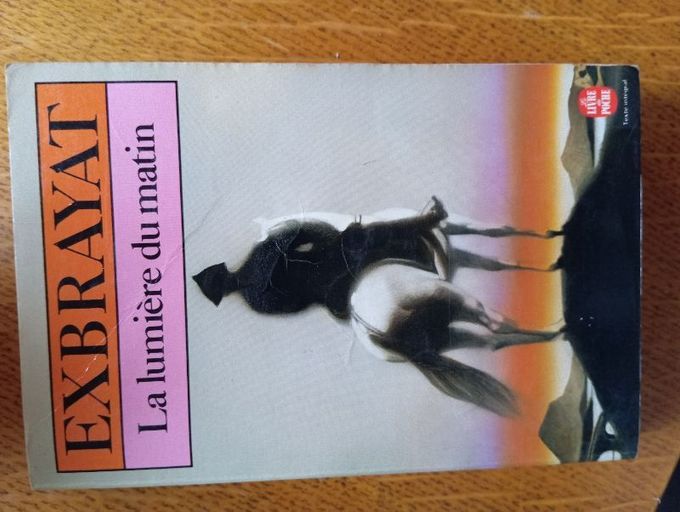 EXBRAYAT
La lumière du matin
LE LIVRE
DE POCHE
Texte intégral